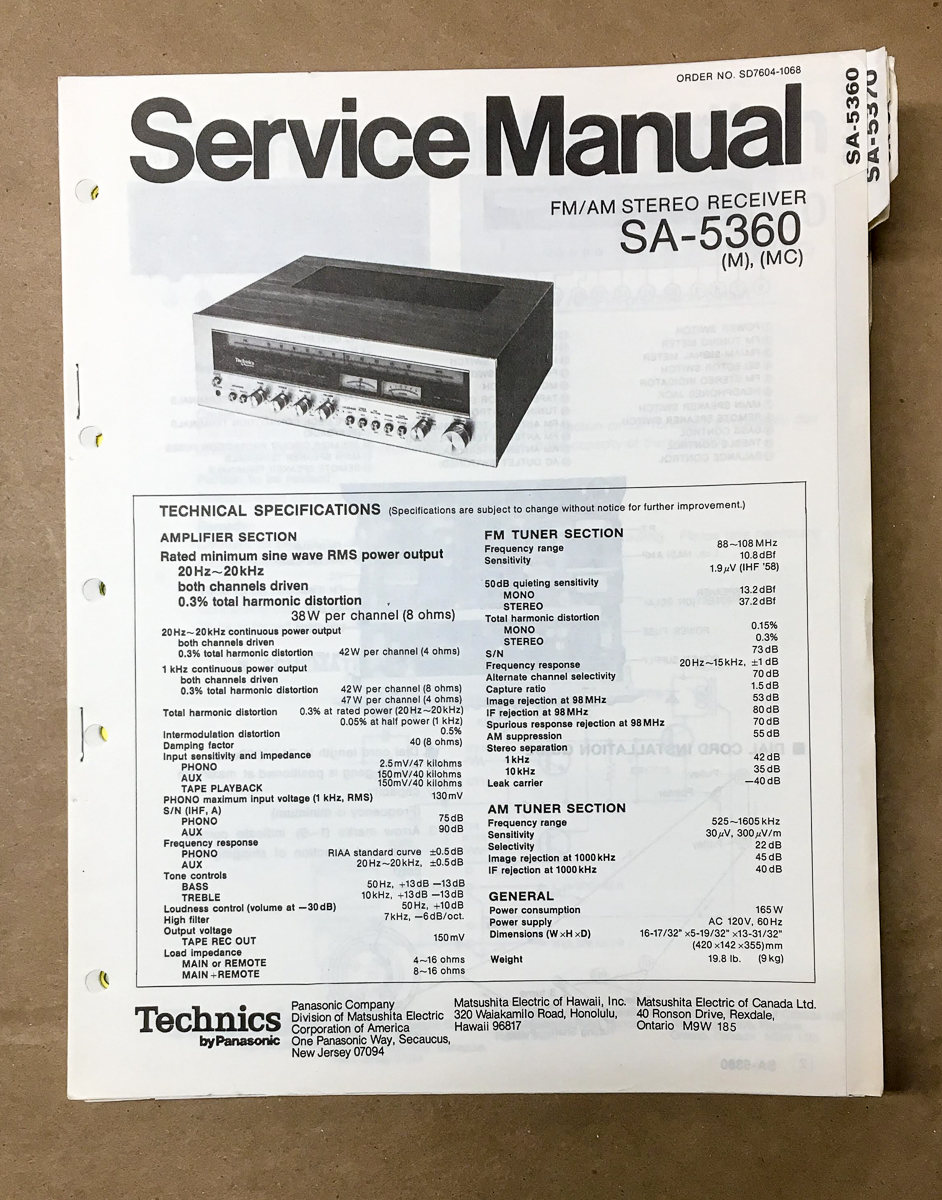 ORDER NO. SD7604-1068
SA-5360
SA-5370
Service Manual
FM/AM STEREO RECEIVER
SA-5360
(M), (MC)
Technics
TECHNICAL SPECIFICATIONS (Specifications are subject to change without notice for further improvement.)
AMPLIFIER SECTION
Rated minimum sine wave RMS power output
20Hz~20kHz
both channels driven
0.3% total harmonic distortion
38W per channel (8 ohms)
20Hz~20kHz continuous power output
both channels driven
0.3% total harmonic distortion 42W per channel (4 ohms)
1 kHz continuous power output
both channels driven
0.3% total harmonic distortion 42W per channel (8 ohms)
47W per channel (4 ohms)
Total harmonic distortion 0.3% at rated power (20Hz~20kHz)
0.05% at half power (1 kHz)
Intermodulation distortion 0.5%
Damping factor 40 (8 ohms)
Input sensitivity and impedance
PHONO 2.5mV/47 kilohms
AUX 150mV/40 kilohms
TAPE PLAYBACK 150mV/40 kilohms
PHONO maximum input voltage (1 kHz, RMS) 130mV
S/N (IHF, A)
PHONO 75dB
AUX 90dB
Frequency response
PHONO RIAA standard curve ±0.5dB
AUX 20Hz~20kHz, ±0.5dB
Tone controls
BASS 50Hz, +13dB −13dB
TREBLE 10kHz, +13dB −13dB
Loudness control (volume at −30dB) 50Hz, +10dB
High filter 7kHz, −6dB/oct.
Output voltage
TAPE REC OUT 150mV
Load impedance
MAIN or REMOTE 4~16 ohms
MAIN+REMOTE 8~16 ohms
FM TUNER SECTION
Frequency range 88~108MHz
Sensitivity 10.8dBf
1.9μV (IHF '58)
50dB quieting sensitivity
MONO 13.2dBf
STEREO 37.2dBf
Total harmonic distortion
MONO 0.15%
STEREO 0.3%
S/N 73dB
Frequency response 20Hz~15kHz, ±1dB
Alternate channel selectivity 70dB
Capture ratio 1.5dB
Image rejection at 98MHz 53dB
IF rejection at 98MHz 80dB
Spurious response rejection at 98MHz 70dB
AM suppression 55dB
Stereo separation
1kHz 42dB
10kHz 35dB
Leak carrier −40dB
AM TUNER SECTION
Frequency range 525~1605kHz
Sensitivity 30μV, 300μV/m
Selectivity 22dB
Image rejection at 1000kHz 45dB
IF rejection at 1000kHz 40dB
GENERAL
Power consumption 165W
Power supply AC 120V, 60Hz
Dimensions (W×H×D) 16-17/32" ×5-19/32" ×13-31/32"
(420×142×355)mm
Weight 19.8 lb. (9kg)
Technics
by Panasonic
Panasonic Company
Division of Matsushita Electric
Corporation of America
One Panasonic Way, Secaucus,
New Jersey 07094
Matsushita Electric of Hawaii, Inc.
320 Waiakamilo Road, Honolulu,
Hawaii 96817
Matsushita Electric of Canada Ltd.
40 Ronson Drive, Rexdale,
Ontario M9W 185